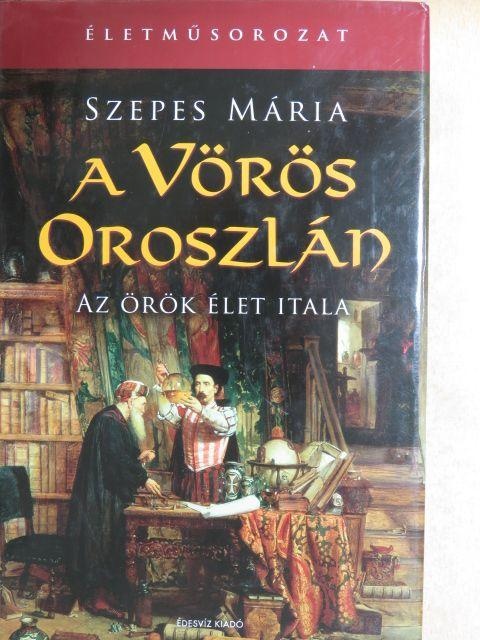 ÉLETMŰSOROZAT
SZEPES MÁRIA
A VÖRÖS
OROSZLÁN
AZ ÖRÖK ÉLET ITALA
ÉDESVÍZ KIADÓ